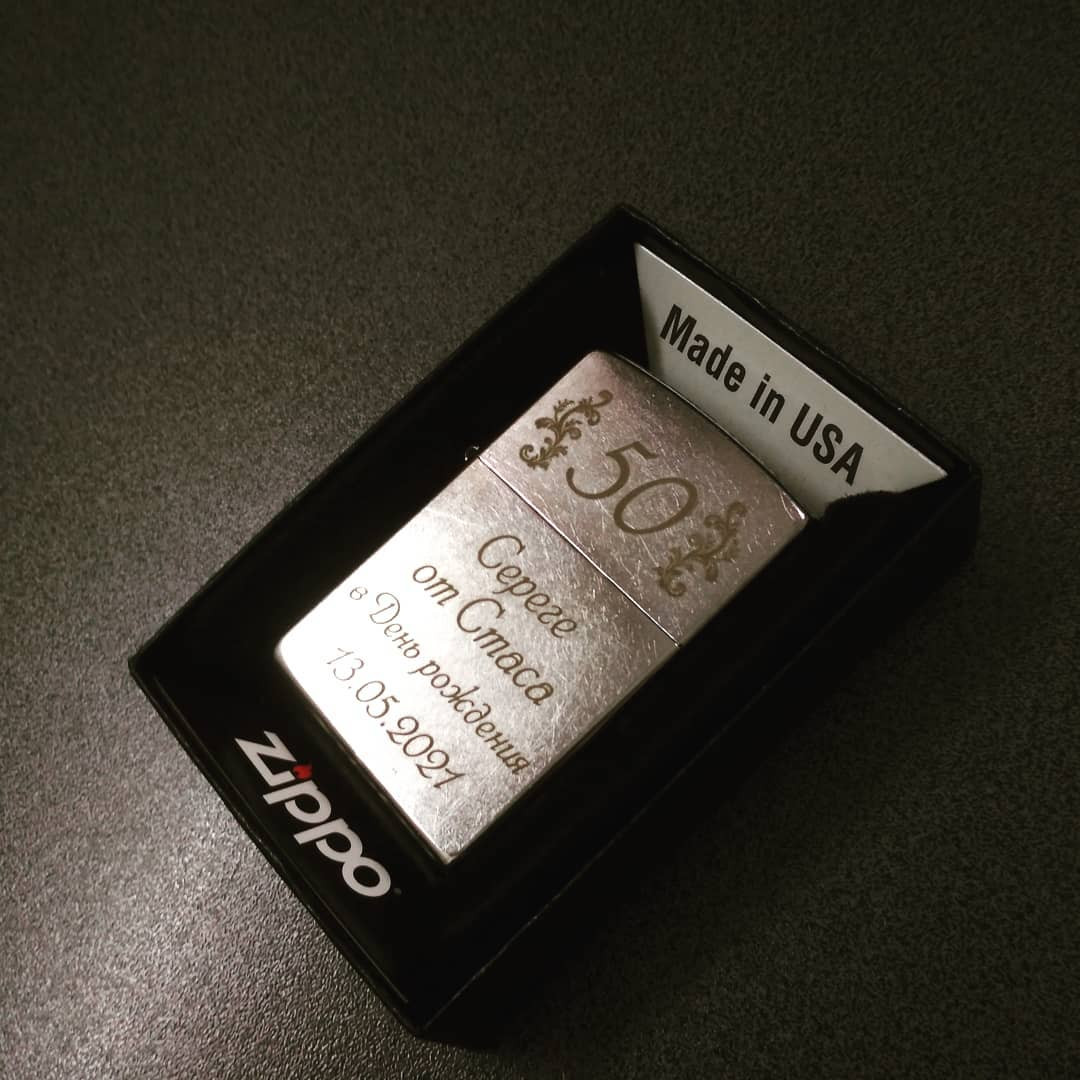 Made in USA
50
Сереге
от Стаса
в День рождения
13.05.2021
zippo